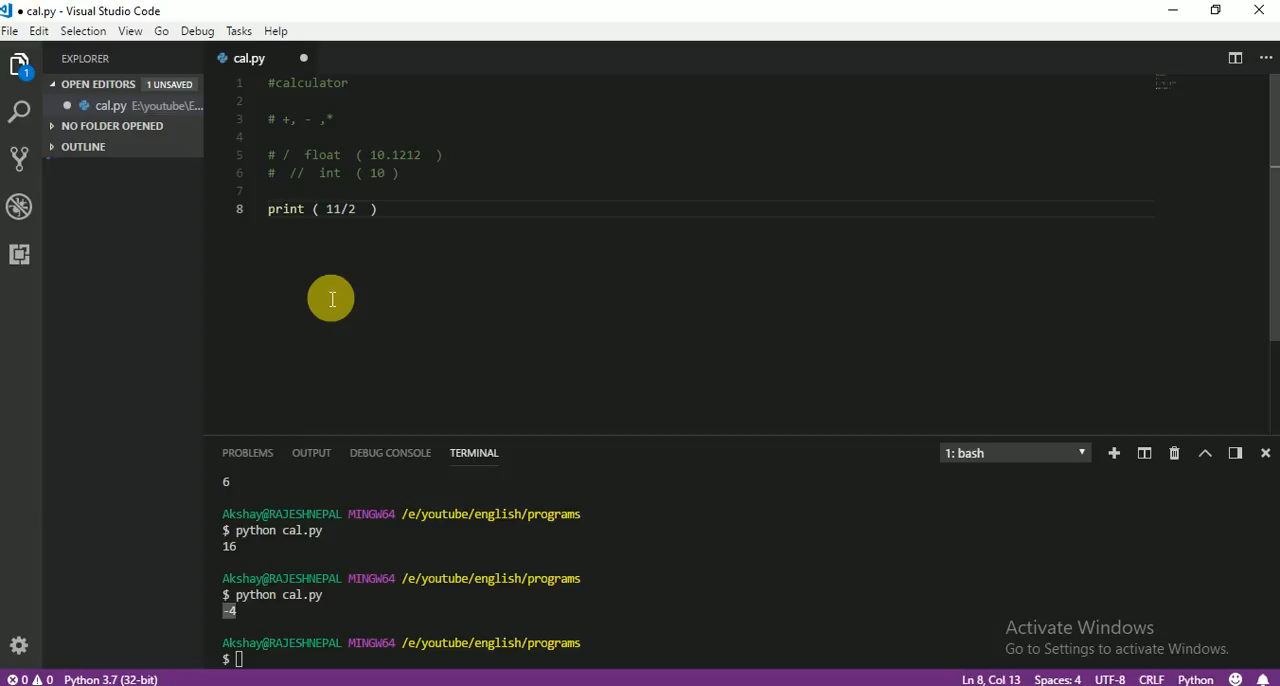 ● cal.py - Visual Studio Code
File Edit Selection View Go Debug Tasks Help
EXPLORER
OPEN EDITORS 1 UNSAVED
● cal.py E:\youtube\E...
NO FOLDER OPENED
OUTLINE
1
cal.py ●
1 #calculator
2
3 # +, - ,*
4
5 # / float ( 10.1212 )
6 # // int ( 10 )
7
8 print ( 11/2 )
PROBLEMS OUTPUT DEBUG CONSOLE TERMINAL 1: bash
6
Akshay@RAJESHNEPAL MINGW64 /e/youtube/english/programs
$ python cal.py
16
Akshay@RAJESHNEPAL MINGW64 /e/youtube/english/programs
$ python cal.py
-4
Akshay@RAJESHNEPAL MINGW64 /e/youtube/english/programs
$
Activate Windows
Go to Settings to activate Windows.
0 0 Python 3.7 (32-bit) Ln 8, Col 13 Spaces: 4 UTF-8 CRLF Python